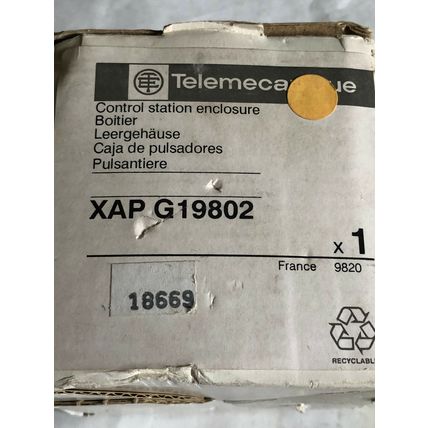 Telemecanique
Control station enclosure
Boitier
Leergehäuse
Caja de pulsadores
Pulsantiere
XAP G19802
x 1
France 9820
18669
RECYCLABLE